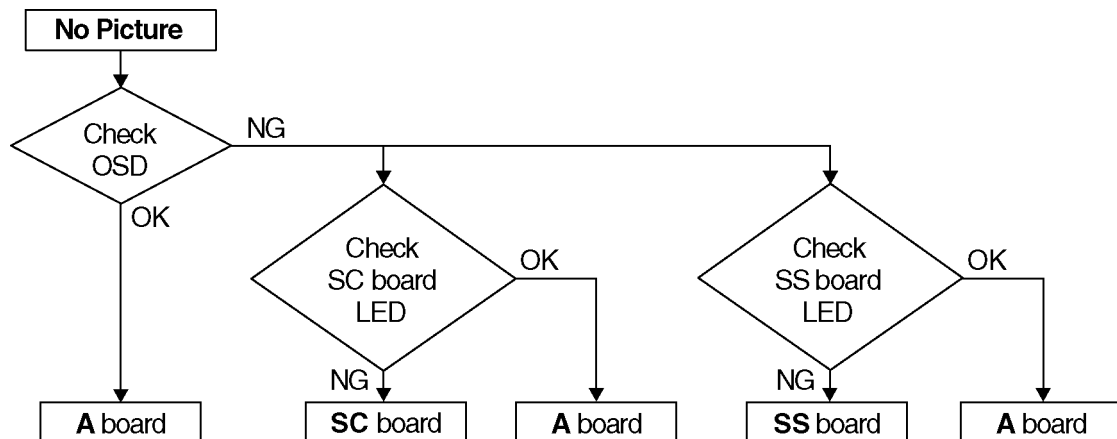 No Picture
Check
OSD
NG
OK
Check
SC board
LED
OK
NG
Check
SS board
LED
OK
NG
A board
SC board
A board
SS board
A board